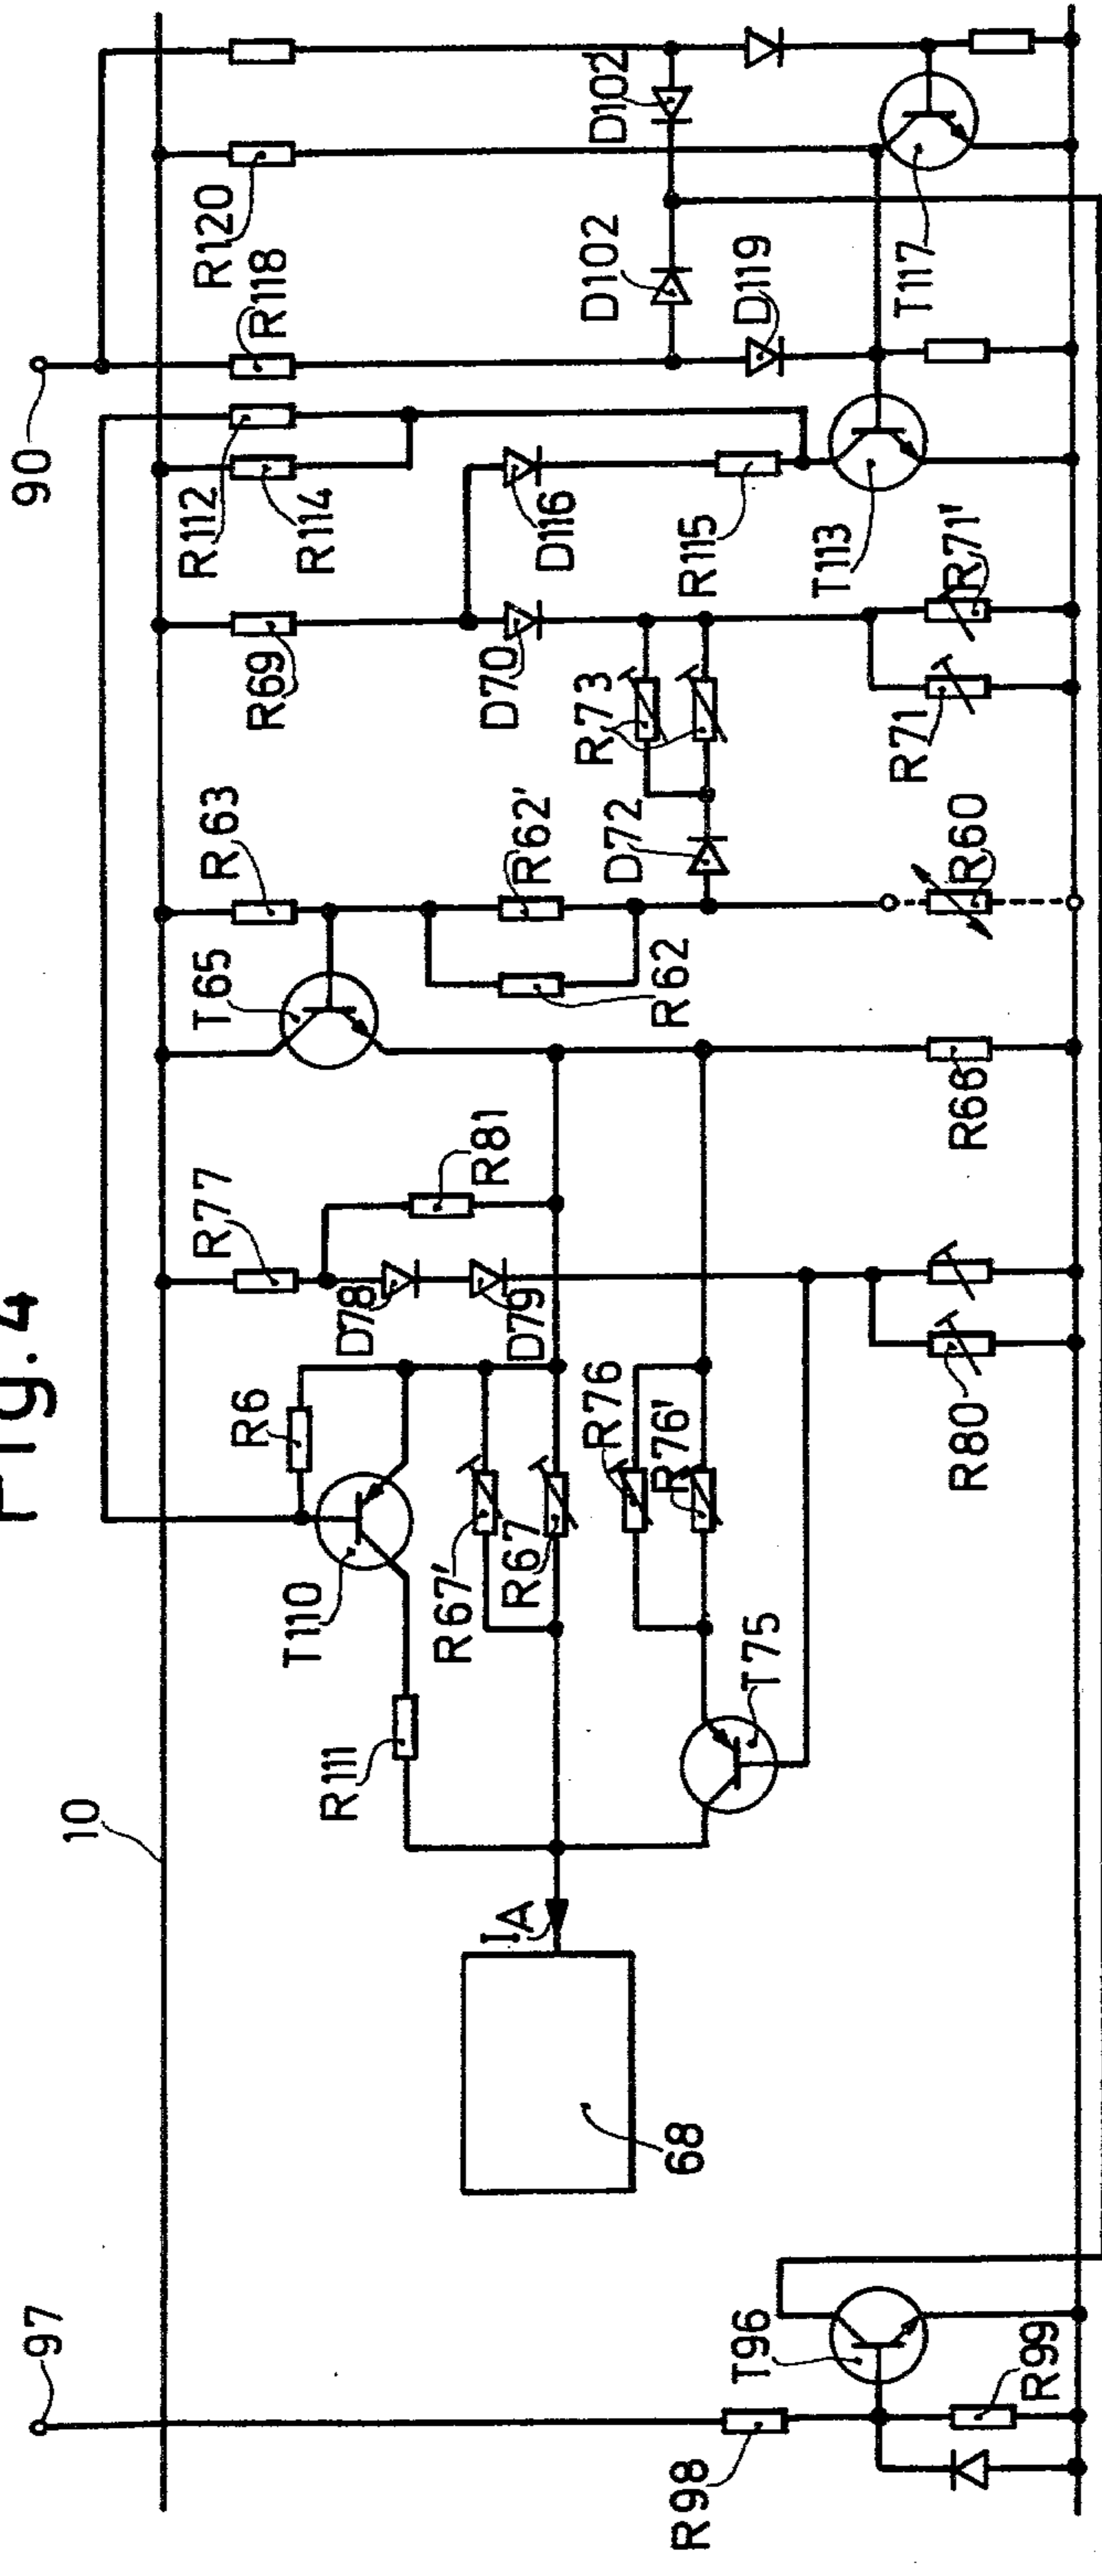 Fig. 4
97
10
90
R120
R118
R112
R114
R69
R63
T65
R77
R81
R6
T110
R111
D78
D79
R67'
R67
R76
R76'
T75
IA
68
R62'
R62
D70
D116
R73
D72
R115
D102
D102
D119
T113
T117
R71'
R71
R60
R66
R80
T96
R98
R99